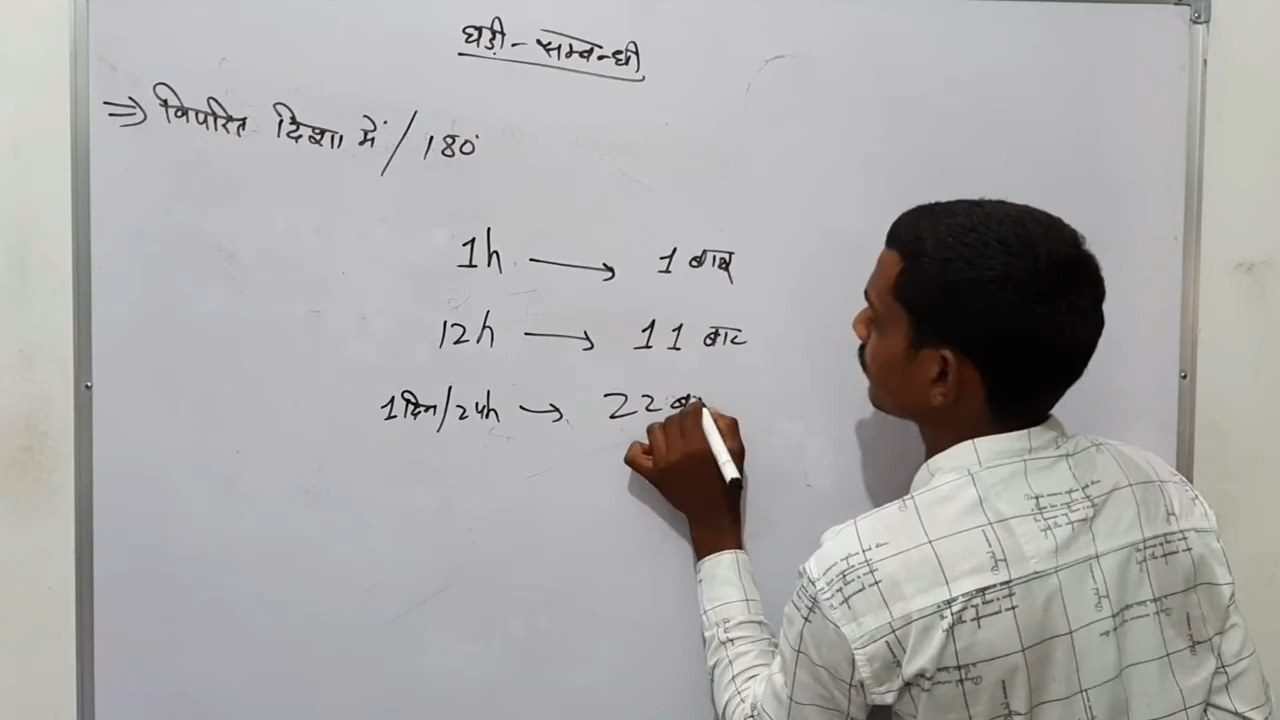 घड़ी - सम्बन्धी
⇒ विपरित दिशा में / 180°
1h → 1 बार
12h → 11 बार
1 दिन/24h → 22